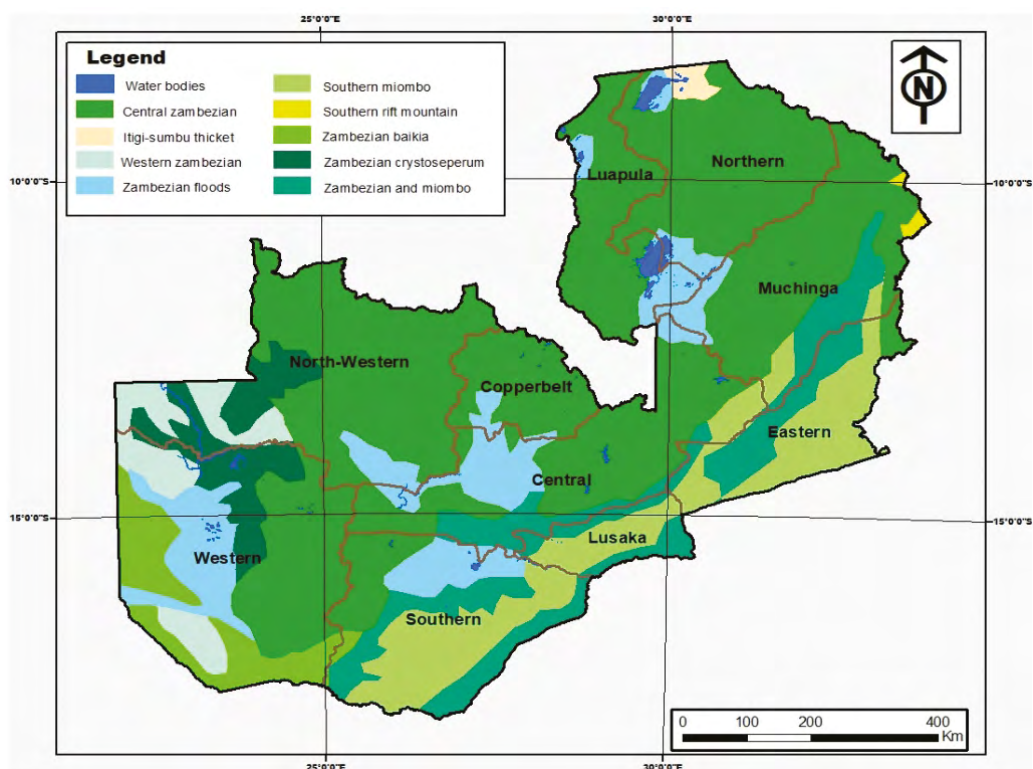 25°0'0"E
30°0'0"E
Legend
Water bodies
Central zambezian
Itigi-sumbu thicket
Western zambezian
Zambezian floods
Southern miombo
Southern rift mountain
Zambezian baikia
Zambezian crystoseperum
Zambezian and miombo
N
10°0'0"S
10°0'0"S
Northern
Luapula
Muchinga
North-Western
Copperbelt
Eastern
Central
15°0'0"S
15°0'0"S
Lusaka
Western
Southern
0 100 200 400
Km
25°0'0"E
30°0'0"E